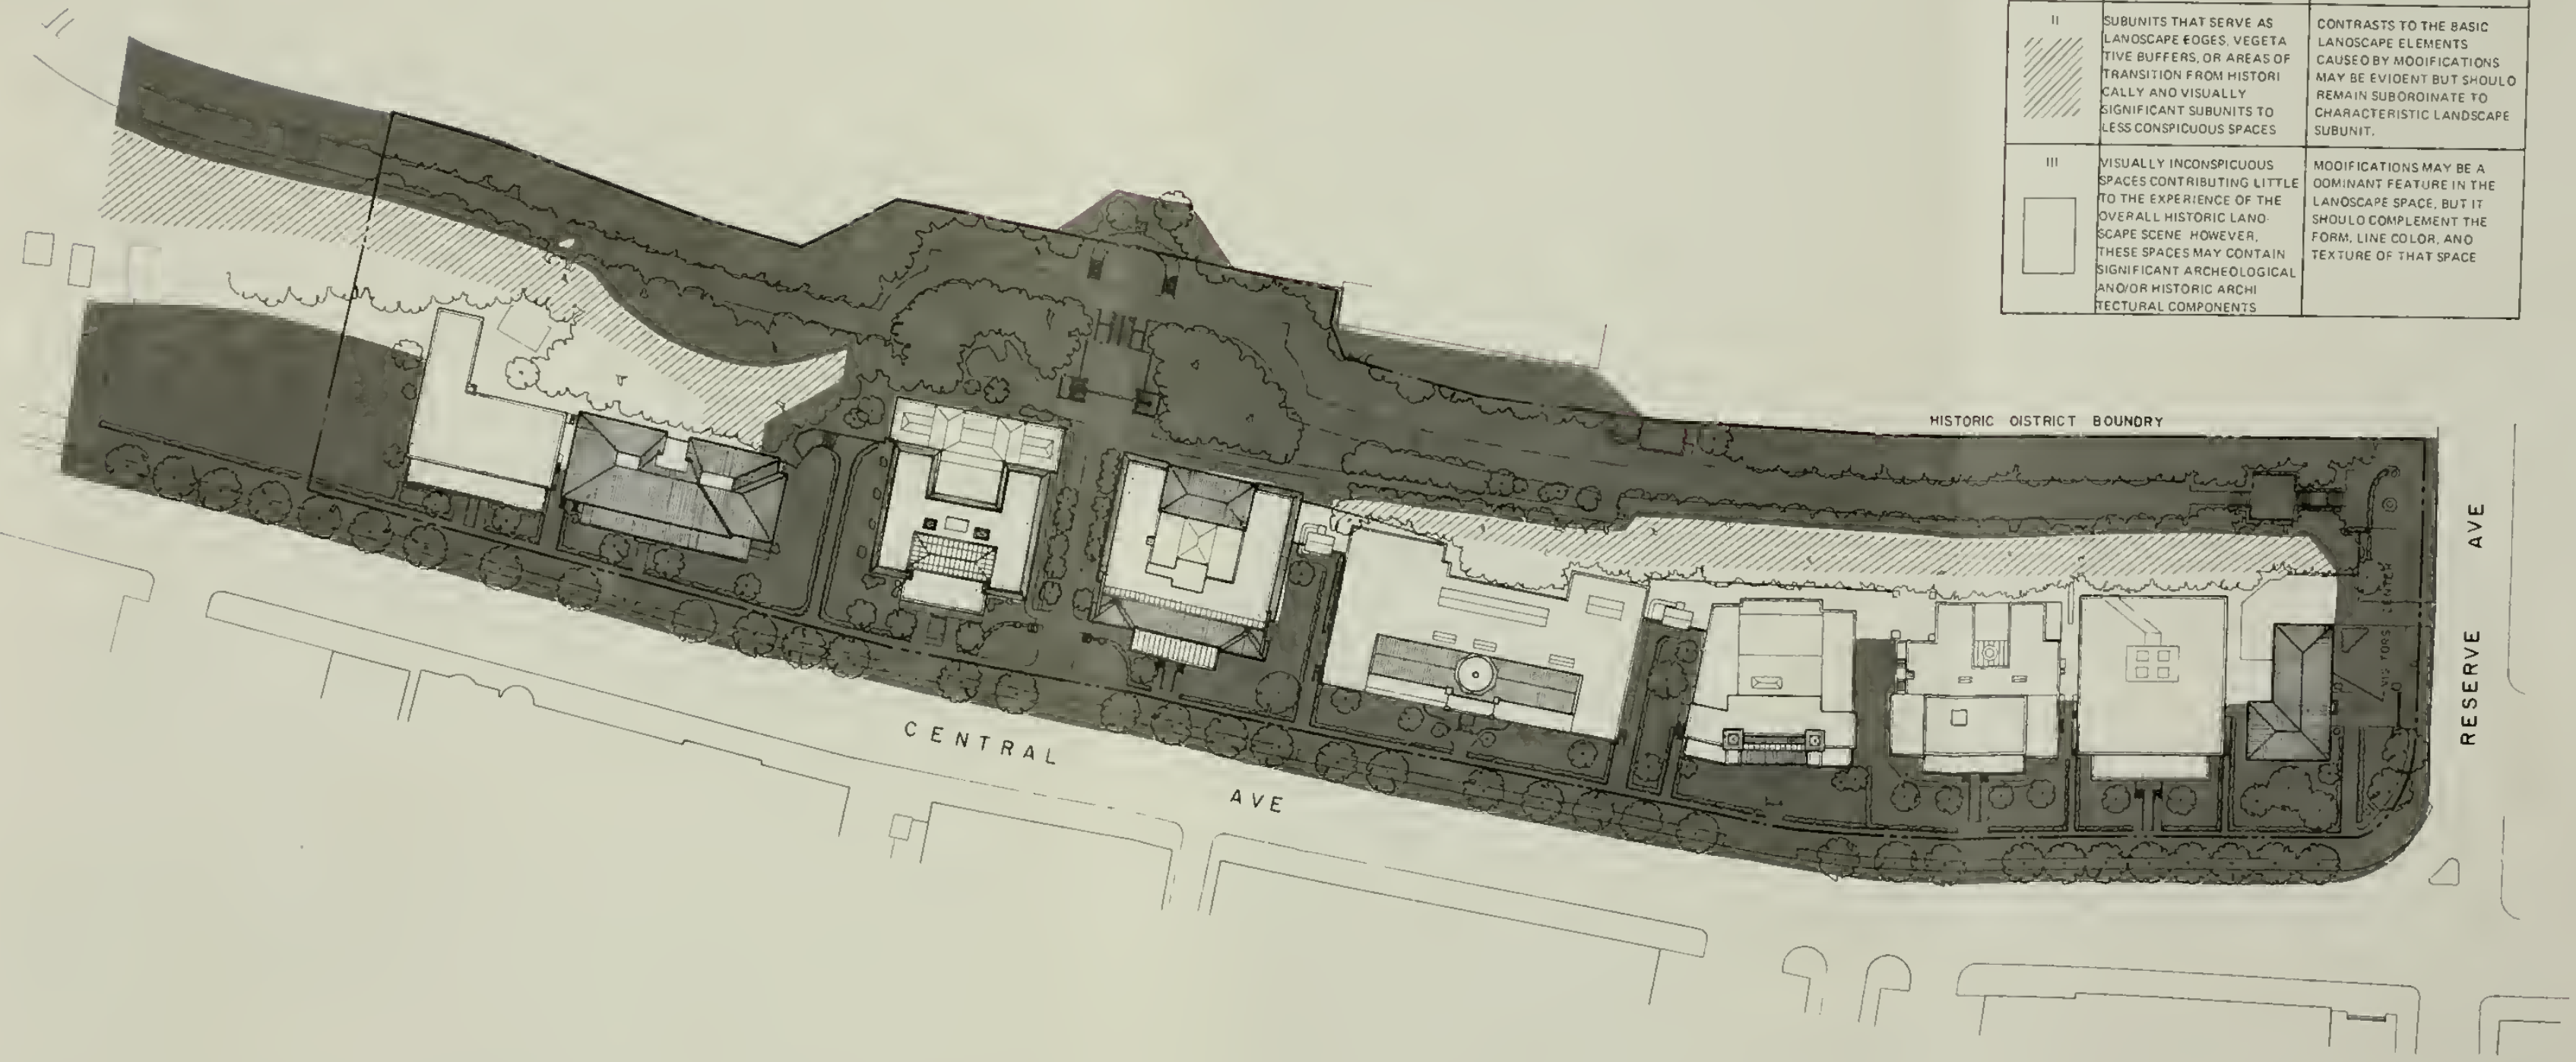 II
SUBUNITS THAT SERVE AS
LANOSCAPE EOGES, VEGETA
TIVE BUFFERS, OR AREAS OF
TRANSITION FROM HISTORI
CALLY ANO VISUALLY
SIGNIFICANT SUBUNITS TO
LESS CONSPICUOUS SPACES
CONTRASTS TO THE BASIC
LANOSCAPE ELEMENTS
CAUSEO BY MOOIFICATIONS
MAY BE EVIOENT BUT SHOULO
REMAIN SUBOROINATE TO
CHARACTERISTIC LANOSCAPE
SUBUNIT.
III
VISUALLY INCONSPICUOUS
SPACES CONTRIBUTING LITTLE
TO THE EXPERIENCE OF THE
OVERALL HISTORIC LANO-
SCAPE SCENE HOWEVER,
THESE SPACES MAY CONTAIN
SIGNIFICANT ARCHEOLOGICAL
ANO/OR HISTORIC ARCHI
TECTURAL COMPONENTS
MOOIFICATIONS MAY BE A
OOMINANT FEATURE IN THE
LANOSCAPE SPACE, BUT IT
SHOULO COMPLEMENT THE
FORM, LINE COLOR, ANO
TEXTURE OF THAT SPACE
HISTORIC OISTRICT BOUNDRY
RESERVE AVE
VISITORS CENTER
CENTRAL
AVE